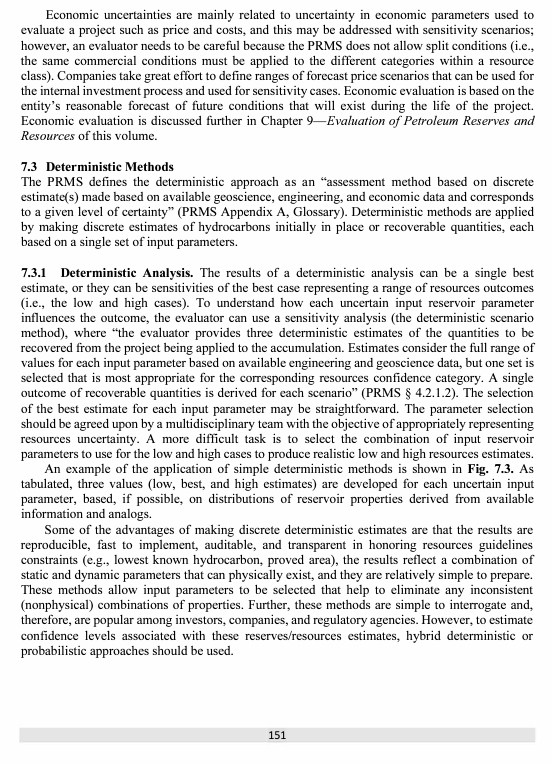 Economic uncertainties are mainly related to uncertainty in economic parameters used to
evaluate a project such as price and costs, and this may be addressed with sensitivity scenarios;
however, an evaluator needs to be careful because the PRMS does not allow split conditions (i.e.,
the same commercial conditions must be applied to the different categories within a resource
class). Companies take great effort to define ranges of forecast price scenarios that can be used for
the internal investment process and used for sensitivity cases. Economic evaluation is based on the
entity's reasonable forecast of future conditions that will exist during the life of the project.
Economic evaluation is discussed further in Chapter 9—Evaluation of Petroleum Reserves and
Resources of this volume.
7.3 Deterministic Methods
The PRMS defines the deterministic approach as an “assessment method based on discrete
estimate(s) made based on available geoscience, engineering, and economic data and corresponds
to a given level of certainty” (PRMS Appendix A, Glossary). Deterministic methods are applied
by making discrete estimates of hydrocarbons initially in place or recoverable quantities, each
based on a single set of input parameters.
7.3.1 Deterministic Analysis. The results of a deterministic analysis can be a single best
estimate, or they can be sensitivities of the best case representing a range of resources outcomes
(i.e., the low and high cases). To understand how each uncertain input reservoir parameter
influences the outcome, the evaluator can use a sensitivity analysis (the deterministic scenario
method), where “the evaluator provides three deterministic estimates of the quantities to be
recovered from the project being applied to the accumulation. Estimates consider the full range of
values for each input parameter based on available engineering and geoscience data, but one set is
selected that is most appropriate for the corresponding resources confidence category. A single
outcome of recoverable quantities is derived for each scenario” (PRMS § 4.2.1.2). The selection
of the best estimate for each input parameter may be straightforward. The parameter selection
should be agreed upon by a multidisciplinary team with the objective of appropriately representing
resources uncertainty. A more difficult task is to select the combination of input reservoir
parameters to use for the low and high cases to produce realistic low and high resources estimates.
An example of the application of simple deterministic methods is shown in Fig. 7.3. As
tabulated, three values (low, best, and high estimates) are developed for each uncertain input
parameter, based, if possible, on distributions of reservoir properties derived from available
information and analogs.
Some of the advantages of making discrete deterministic estimates are that the results are
reproducible, fast to implement, auditable, and transparent in honoring resources guidelines
constraints (e.g., lowest known hydrocarbon, proved area), the results reflect a combination of
static and dynamic parameters that can physically exist, and they are relatively simple to prepare.
These methods allow input parameters to be selected that help to eliminate any inconsistent
(nonphysical) combinations of properties. Further, these methods are simple to interrogate and,
therefore, are popular among investors, companies, and regulatory agencies. However, to estimate
confidence levels associated with these reserves/resources estimates, hybrid deterministic or
probabilistic approaches should be used.
151